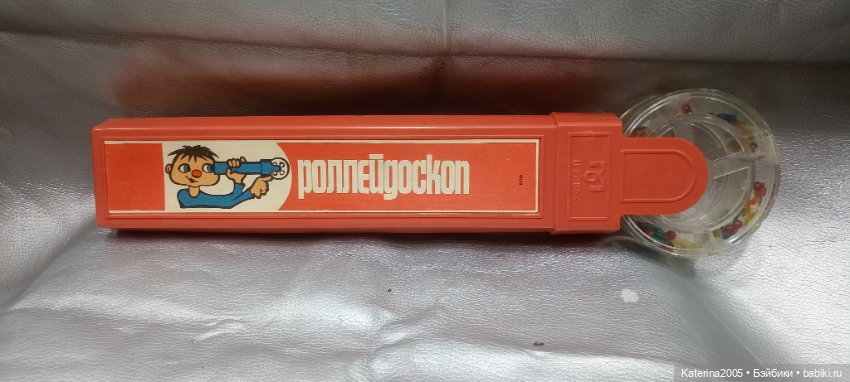 роллейдоскоп
Katerina2005 • Бэйбики • babiki.ru